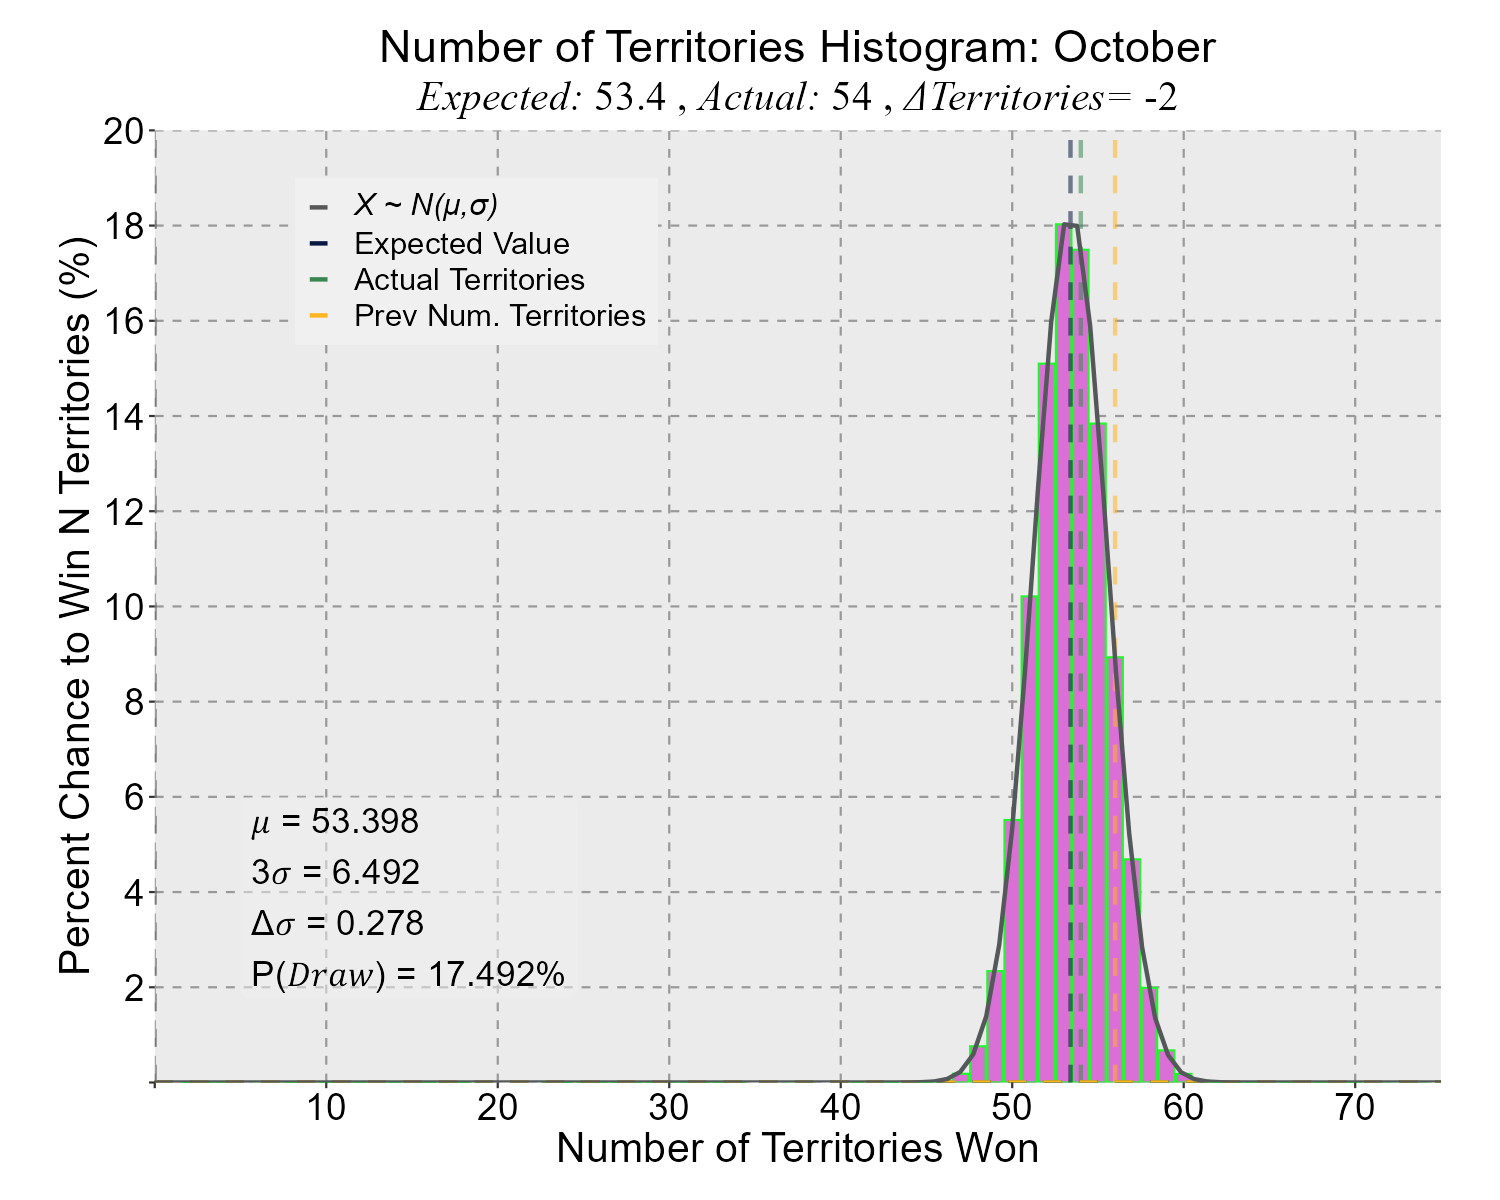 Number of Territories Histogram: October
Expected: 53.4 , Actual: 54 , ΔTerritories= -2
Percent Chance to Win N Territories (%)
20
18
16
14
12
10
8
6
4
2
X ~ N(μ,σ)
Expected Value
Actual Territories
Prev Num. Territories
μ = 53.398
3σ = 6.492
Δσ = 0.278
P(Draw) = 17.492%
10 20 30 40 50 60 70
Number of Territories Won